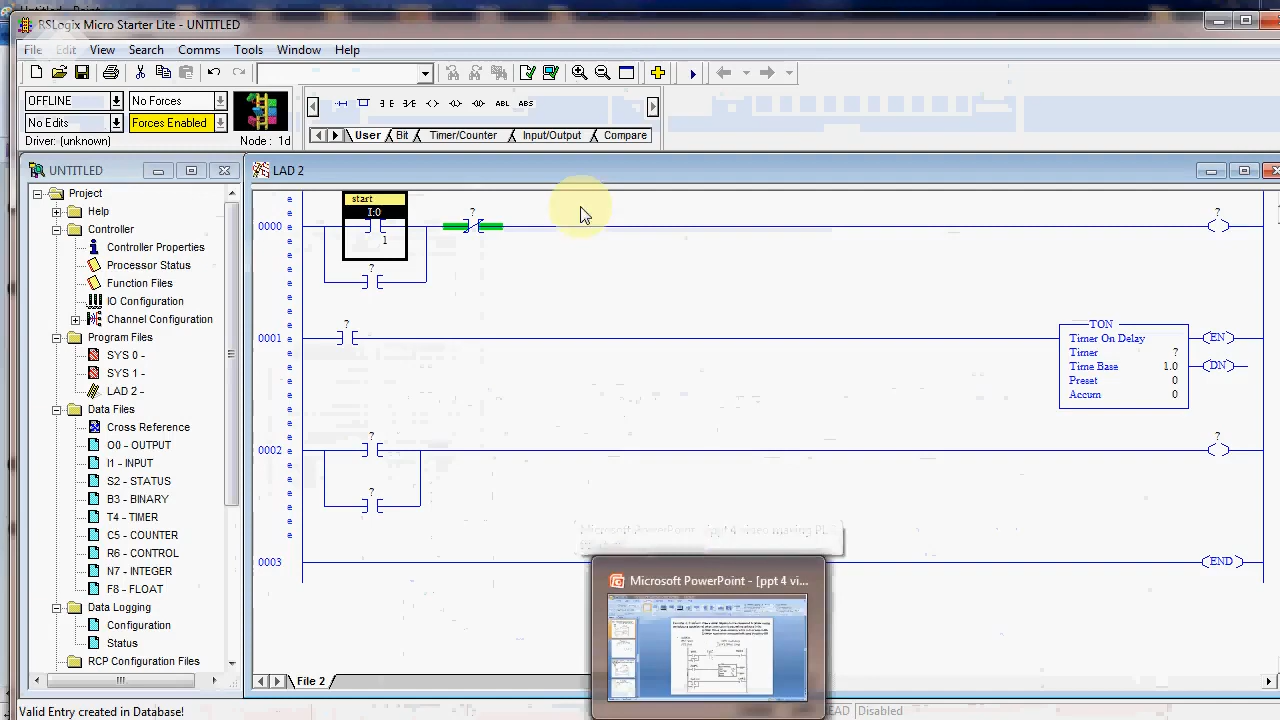 RSLogix Micro Starter Lite - UNTITLED
File Edit View Search Comms Tools Window Help
OFFLINE No Forces
No Edits Forces Enabled
Driver: (unknown) Node : 1d
ABL ABS
User Bit Timer/Counter Input/Output Compare
UNTITLED
Project
Help
Controller
Controller Properties
Processor Status
Function Files
IO Configuration
Channel Configuration
Program Files
SYS 0 -
SYS 1 -
LAD 2 -
Data Files
Cross Reference
O0 - OUTPUT
I1 - INPUT
S2 - STATUS
B3 - BINARY
T4 - TIMER
C5 - COUNTER
R6 - CONTROL
N7 - INTEGER
F8 - FLOAT
Data Logging
Configuration
Status
RCP Configuration Files
LAD 2
start
I:0
? ?
0000
1
?
?
0001
TON
Timer On Delay
Timer ?
Time Base 1.0
Preset 0
Accum 0
EN
DN
? ?
0002
?
0003 END
Microsoft PowerPoint - [ppt 4 vi...
File 2
Valid Entry created in Database!
EAD Disabled